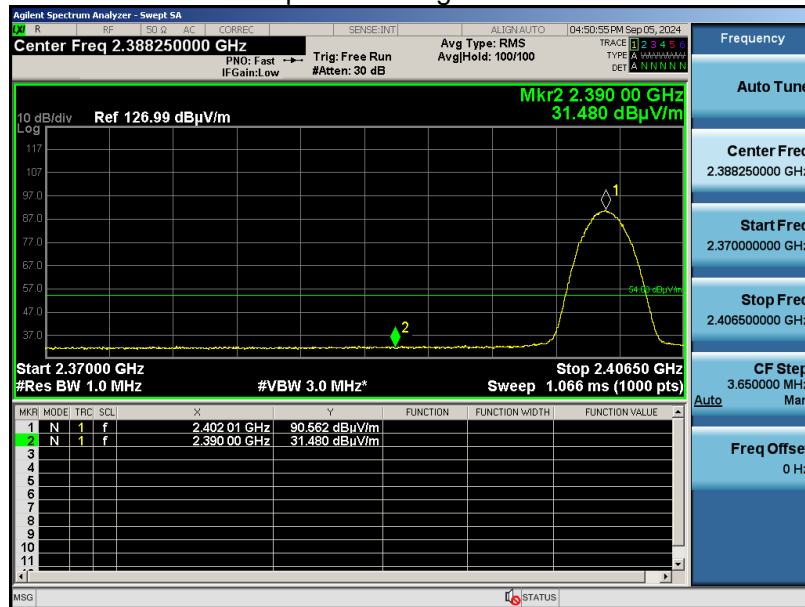 Agilent Spectrum Analyzer - Swept SA
LXI R RF 50 Ω AC CORREC SENSE:INT ALIGN AUTO 04:50:55 PM Sep 05, 2024
Center Freq 2.388250000 GHz
PNO: Fast
IFGain:Low
Trig: Free Run
#Atten: 30 dB
Avg Type: RMS
Avg|Hold: 100/100
TRACE 1 2 3 4 5 6
TYPE A WWWWW
DET A N N N N N
Mkr2 2.390 00 GHz
31.480 dBµV/m
10 dB/div Ref 126.99 dBµV/m
Log
117
107
97.0
87.0
77.0
67.0
57.0
47.0
37.0
1
54.00 dBµV/m
2
Start 2.37000 GHz Stop 2.40650 GHz
#Res BW 1.0 MHz #VBW 3.0 MHz* Sweep 1.066 ms (1000 pts)
MKR MODE TRC SCL X Y FUNCTION FUNCTION WIDTH FUNCTION VALUE
1 N 1 f 2.402 01 GHz 90.562 dBµV/m
2 N 1 f 2.390 00 GHz 31.480 dBµV/m
3
4
5
6
7
8
9
10
11
MSG STATUS
Frequency
Auto Tune
Center Freq
2.388250000 GHz
Start Freq
2.370000000 GHz
Stop Freq
2.406500000 GHz
CF Step
3.650000 MHz
Auto Man
Freq Offset
0 Hz